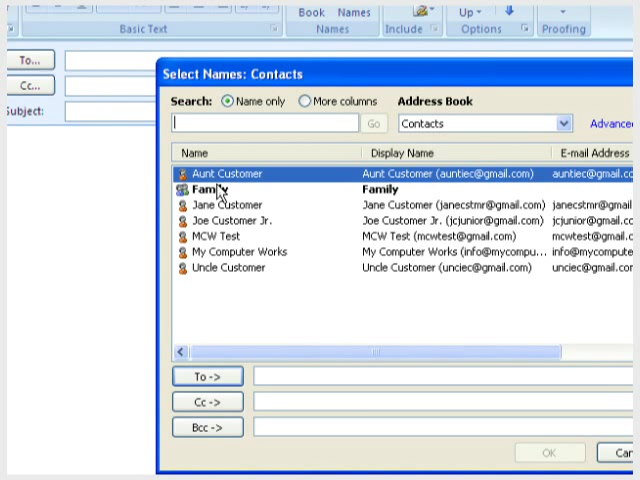 Book Names
Up
Basic Text
Names
Include
Options
Proofing
To...
Cc...
Subject:
Select Names: Contacts
Search: Name only More columns Address Book
Go Contacts Advanced
Name Display Name E-mail Address
Aunt Customer Aunt Customer (auntiec@gmail.com) auntiec@gmail.co
Family Family
Jane Customer Jane Customer (janecstmr@gmail.com) janecstmr@gmail
Joe Customer Jr. Joe Customer Jr. (jcjunior@gmail.com) jcjunior@gmail.co
MCW Test MCW Test (mcwtest@gmail.com) mcwtest@gmail.c
My Computer Works My Computer Works (info@mycompu... info@mycompute
Uncle Customer Uncle Customer (unciec@gmail.com) unciec@gmail.com
To ->
Cc ->
Bcc ->
OK Can